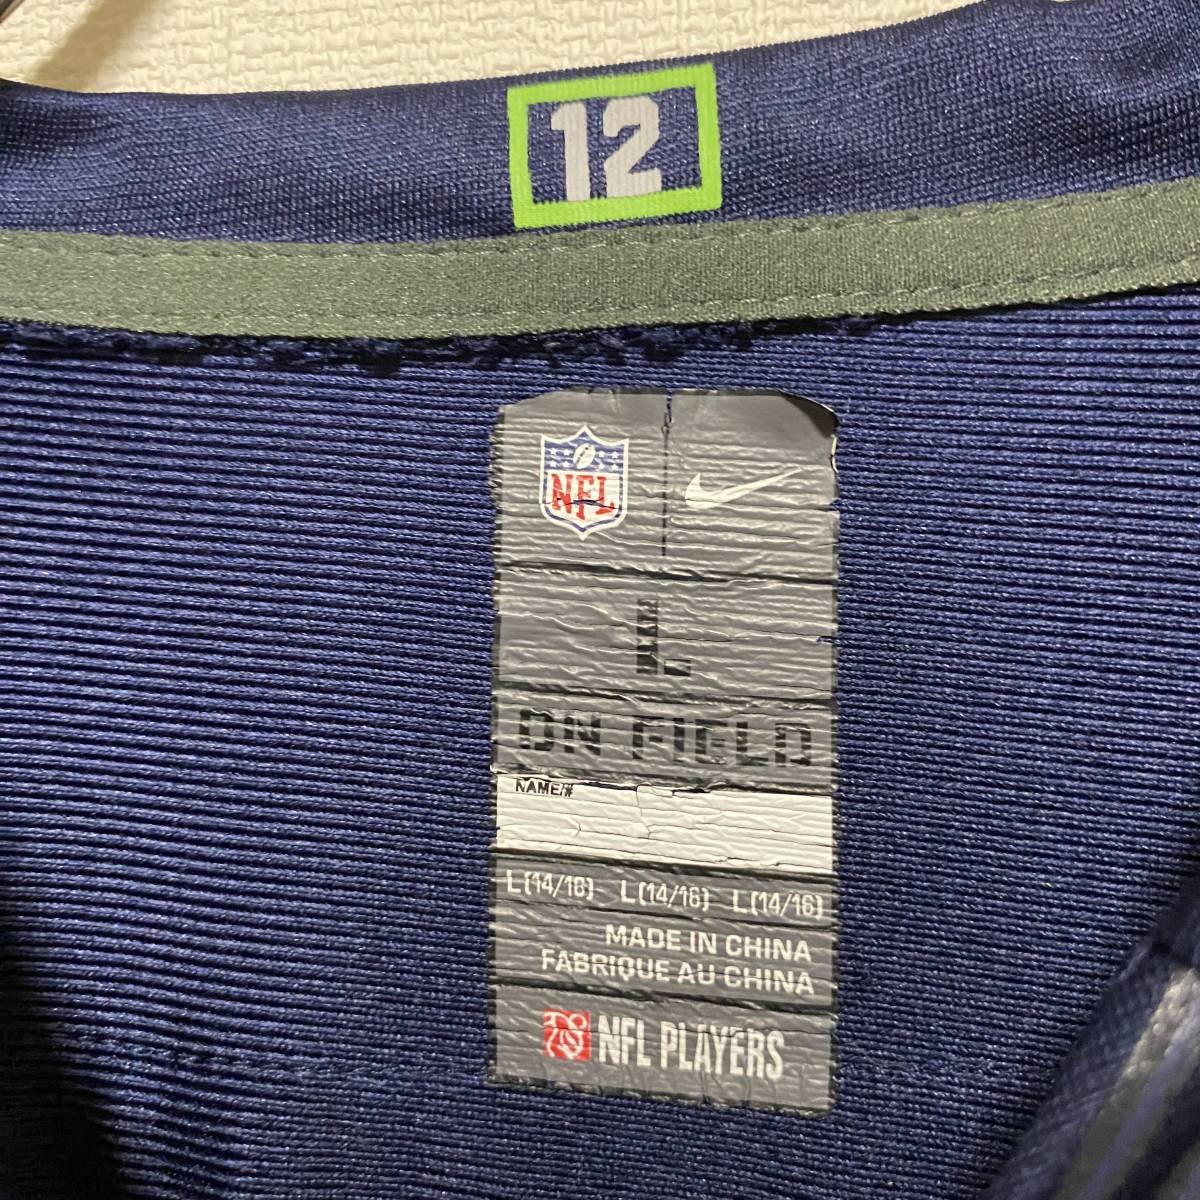 12
NFL
L
ON FIELD
NAME/#
L(14/16) L(14/16) L(14/16)
MADE IN CHINA
FABRIQUE AU CHINA
NFL PLAYERS